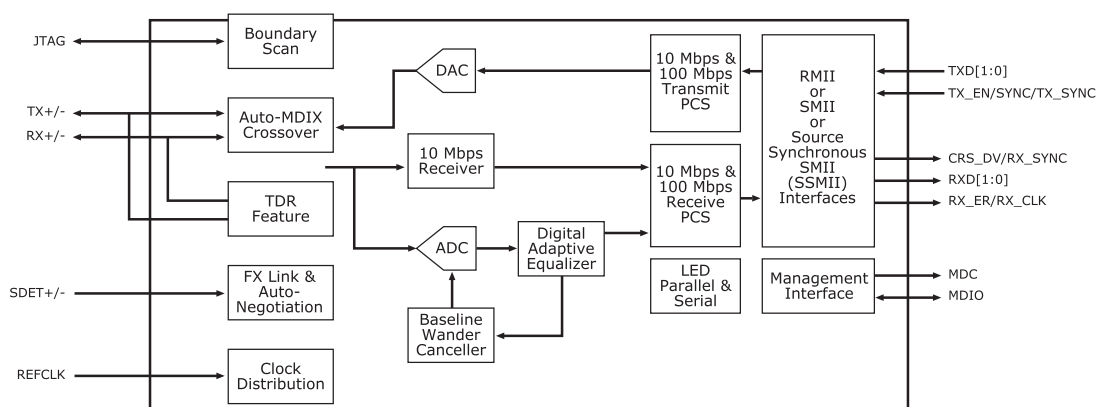 JTAG
Boundary
Scan
TX+/-
RX+/-
Auto-MDIX
Crossover
TDR
Feature
SDET+/-
FX Link &
Auto-
Negotiation
REFCLK
Clock
Distribution
DAC
10 Mbps
Receiver
ADC
Digital
Adaptive
Equalizer
Baseline
Wander
Canceller
10 Mbps &
100 Mbps
Transmit
PCS
10 Mbps &
100 Mbps
Receive
PCS
LED
Parallel &
Serial
RMII
or
SMII
or
Source
Synchronous
SMII
(SSMII)
Interfaces
Management
Interface
TXD[1:0]
TX_EN/SYNC/TX_SYNC
CRS_DV/RX_SYNC
RXD[1:0]
RX_ER/RX_CLK
MDC
MDIO